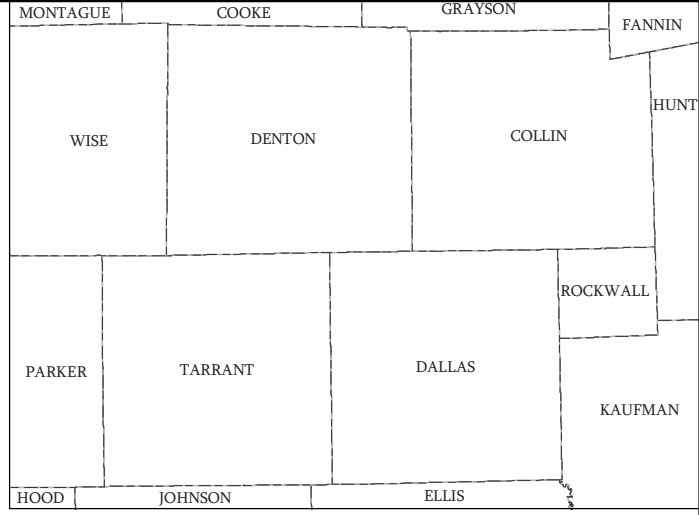 MONTAGUE
COOKE
GRAYSON
FANNIN
HUNT
WISE
DENTON
COLLIN
ROCKWALL
PARKER
TARRANT
DALLAS
KAUFMAN
HOOD
JOHNSON
ELLIS